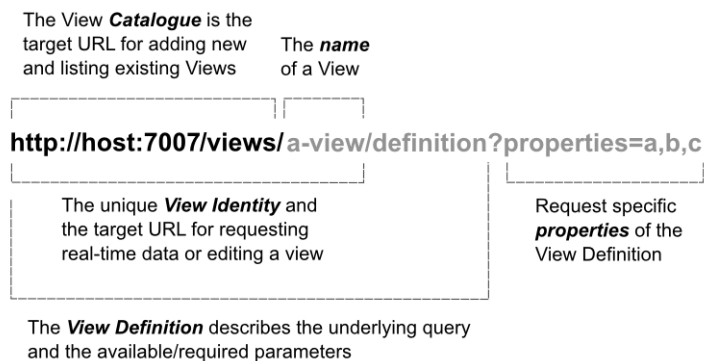 The View Catalogue is the
target URL for adding new
and listing existing Views
The name
of a View
http://host:7007/views/a-view/definition?properties=a,b,c
The unique View Identity and
the target URL for requesting
real-time data or editing a view
Request specific
properties of the
View Definition
The View Definition describes the underlying query
and the available/required parameters